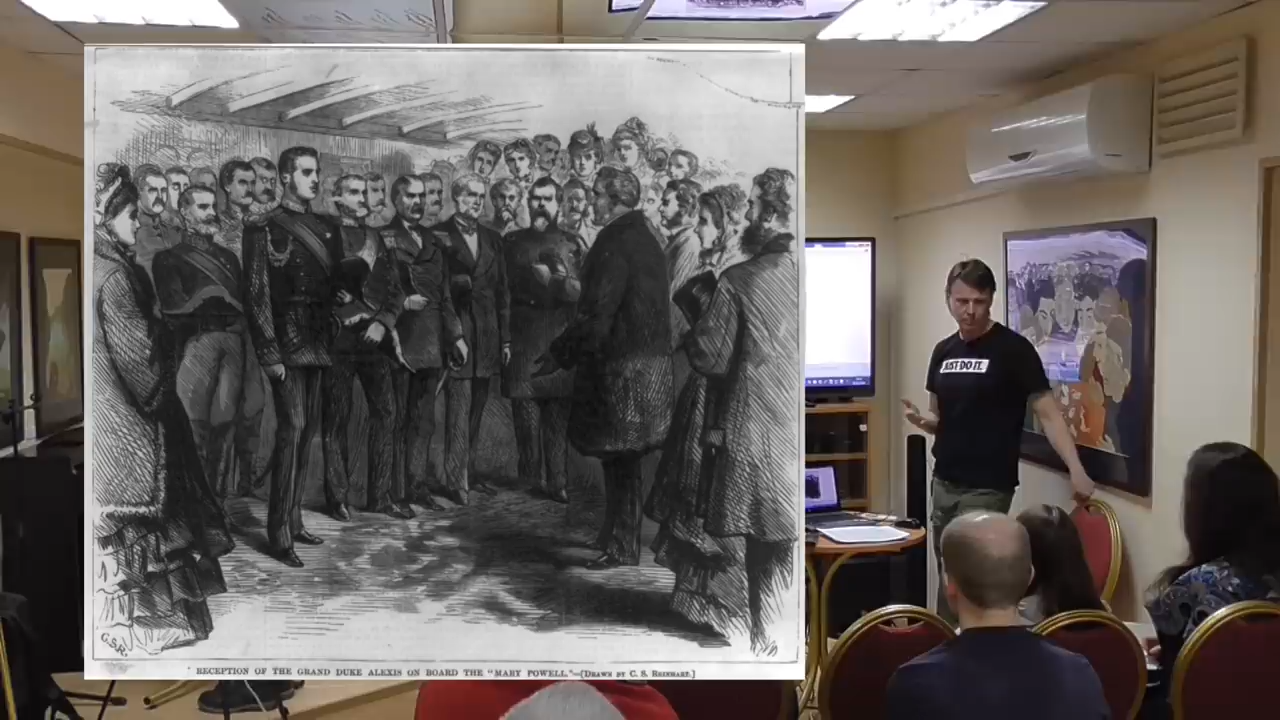 JUST DO IT.
G.S.R.
RECEPTION OF THE GRAND DUKE ALEXIS ON BOARD THE "MARY POWELL."—[DRAWN BY C. S. REINHART.]